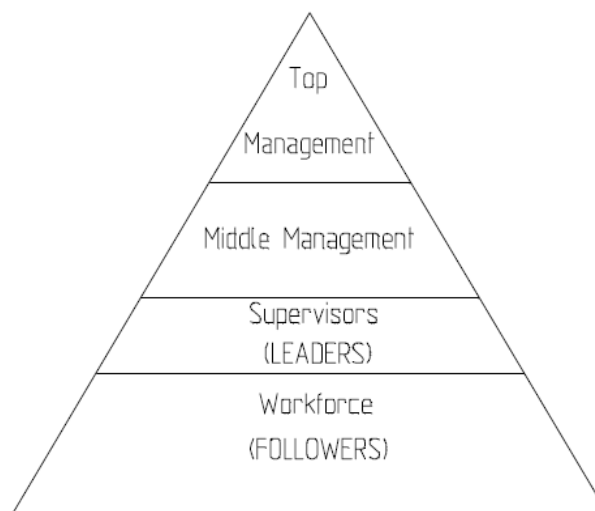 Top
Management
Middle Management
Supervisors
(LEADERS)
Workforce
(FOLLOWERS)